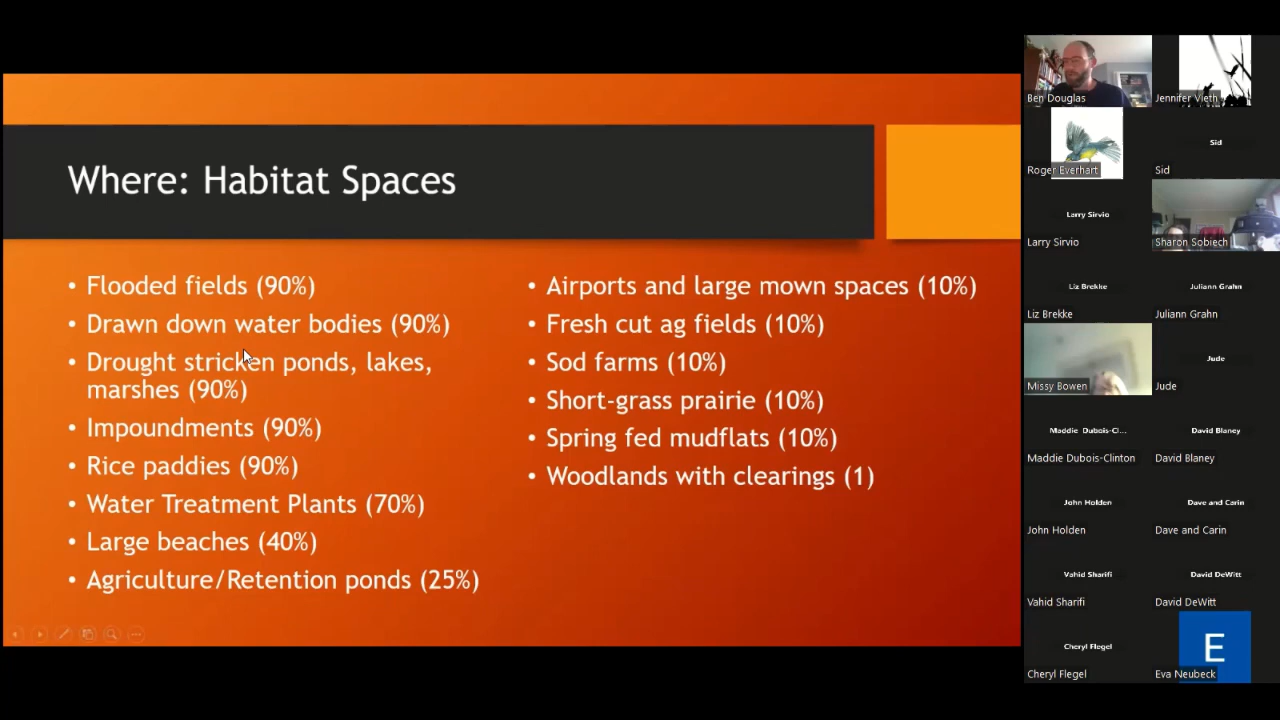 Where: Habitat Spaces
• Flooded fields (90%)
• Drawn down water bodies (90%)
• Drought stricken ponds, lakes,
marshes (90%)
• Impoundments (90%)
• Rice paddies (90%)
• Water Treatment Plants (70%)
• Large beaches (40%)
• Agriculture/Retention ponds (25%)
• Airports and large mown spaces (10%)
• Fresh cut ag fields (10%)
• Sod farms (10%)
• Short-grass prairie (10%)
• Spring fed mudflats (10%)
• Woodlands with clearings (1)
Ben Douglas
Jennifer Vieth
Roger Everhart
Sid
Sid
Larry Sirvio
Larry Sirvio
Sharon Sobiech
Liz Brekke
Liz Brekke
Juliann Grahn
Juliann Grahn
Missy Bowen
Jude
Jude
Maddie Dubois-Cl...
Maddie Dubois-Clinton
David Blaney
David Blaney
John Holden
John Holden
Dave and Carin
Dave and Carin
Vahid Sharifi
Vahid Sharifi
David DeWitt
David DeWitt
Cheryl Flegel
Cheryl Flegel
E
Eva Neubeck